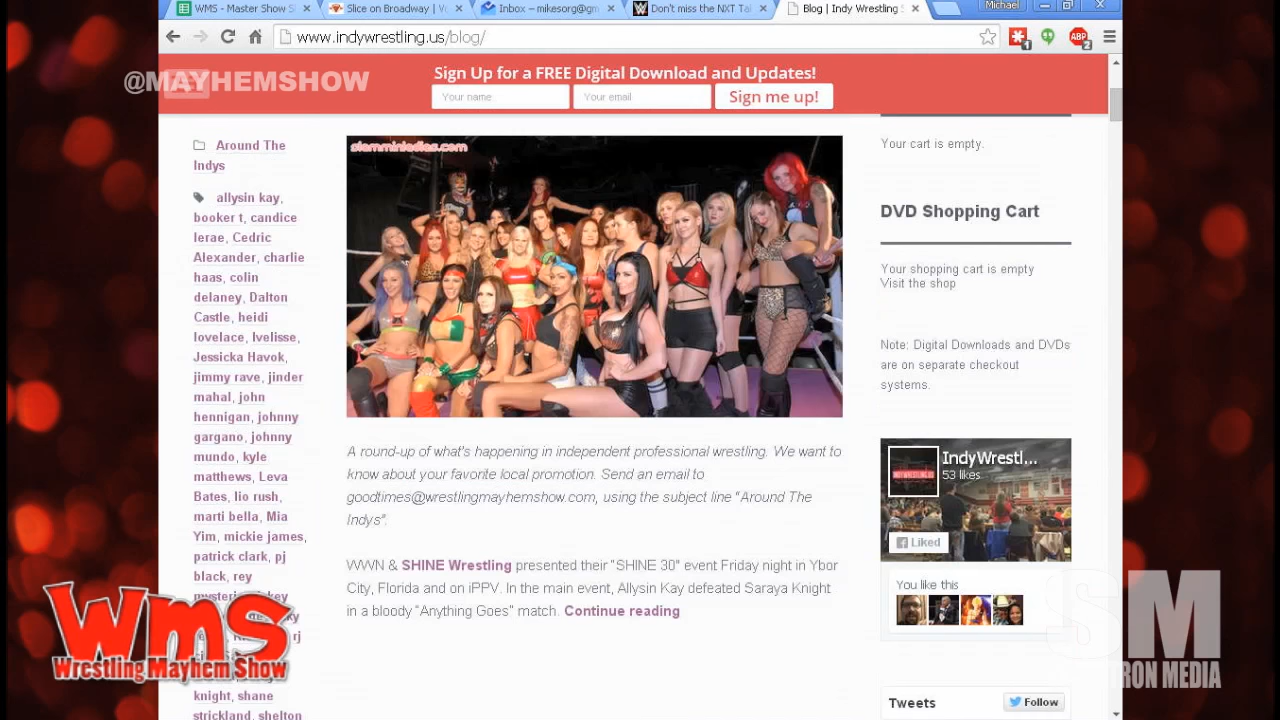 WMS - Master Show S
Slice on Broadway | V
Inbox – mikesorg@gm
Don't miss the NXT Ta
Blog | Indy Wrestling
Michael
www.indywrestling.us/blog/
1
ABP
2
@MAYHEMSHOW
Sign Up for a FREE Digital Download and Updates!
Your name
Your email
Sign me up!
Around The
Indys
allysin kay,
booker t, candice
lerae, Cedric
Alexander, charlie
haas, colin
delaney, Dalton
Castle, heidi
lovelace, Ivelisse,
Jessicka Havok,
jimmy rave, jinder
mahal, john
hennigan, johnny
gargano, johnny
mundo, kyle
matthews, Leva
Bates, lio rush,
marti bella, Mia
Yim, mickie james,
patrick clark, pj
black, rey
knight, shane
strickland, shelton
slamminladies.com
A round-up of what's happening in independent professional wrestling. We want to
know about your favorite local promotion. Send an email to
goodtimes@wrestlingmayhemshow.com, using the subject line "Around The
Indys".
WWN & SHINE Wrestling presented their "SHINE 30" event Friday night in Ybor
City, Florida and on iPPV. In the main event, Allysin Kay defeated Saraya Knight
in a bloody "Anything Goes" match. Continue reading
Your cart is empty.
DVD Shopping Cart
Your shopping cart is empty
Visit the shop
Note: Digital Downloads and DVDs
are on separate checkout
systems.
IndyWrestl...
53 likes
Liked
You like this
Tweets
Follow
WMS
Wrestling Mayhem Show
SM
TRON MEDIA